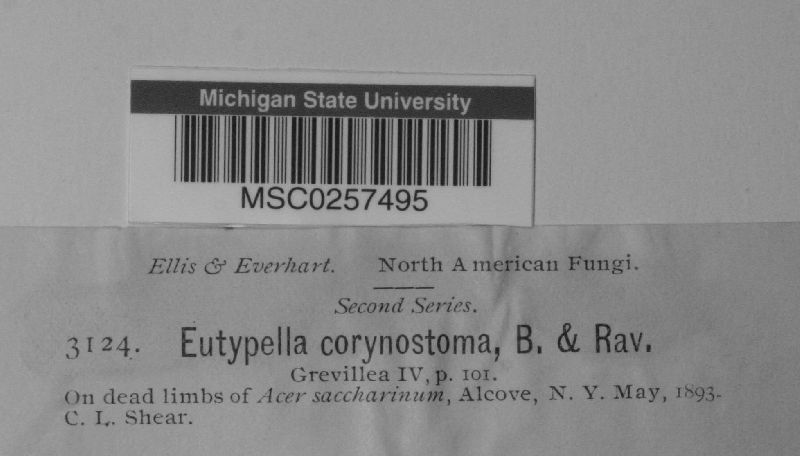 Michigan State University
MSC0257495
Ellis & Everhart. North American Fungi.
Second Series.
3124. Eutypella corynostoma, B. & Rav.
Grevillea IV, p. 101.
On dead limbs of Acer saccharinum, Alcove, N. Y. May, 1893.
C. L. Shear.